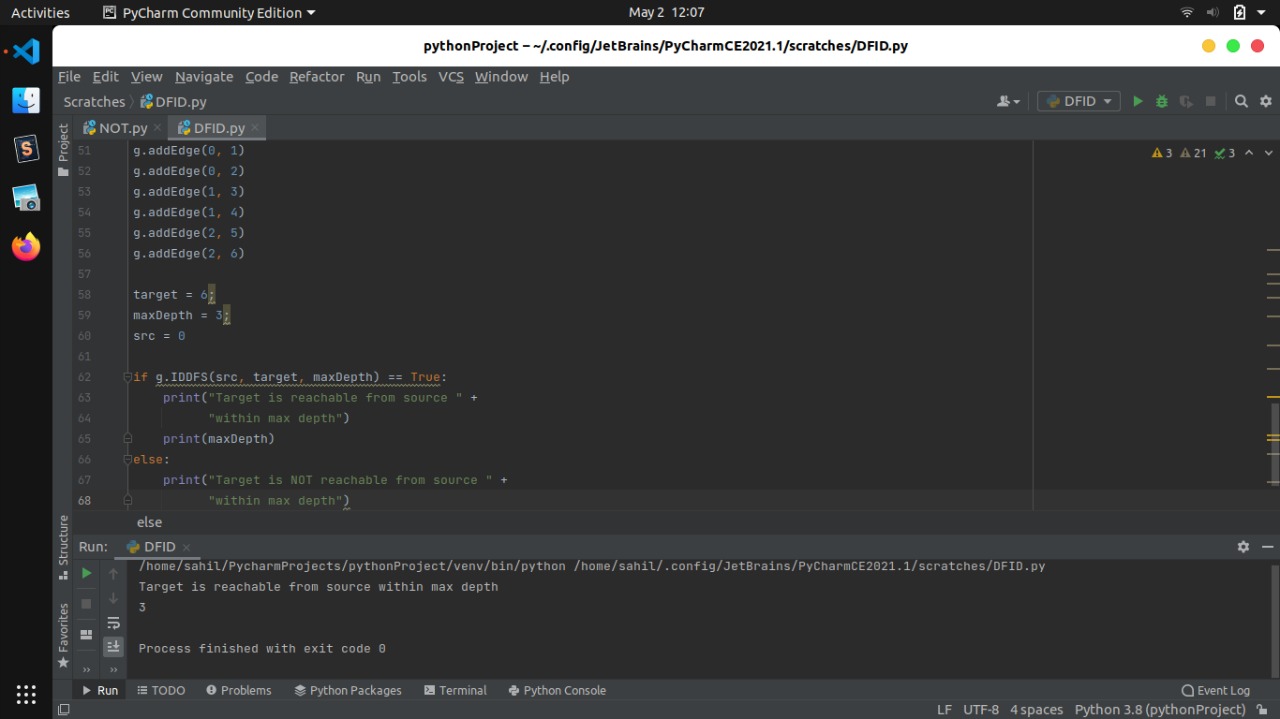 Activities PyCharm Community Edition May 2 12:07
pythonProject – ~/.config/JetBrains/PyCharmCE2021.1/scratches/DFID.py
File Edit View Navigate Code Refactor Run Tools VCS Window Help
Scratches DFID.py DFID
Project NOT.py DFID.py
51 g.addEdge(0, 1) 3 21 3
52 g.addEdge(0, 2)
53 g.addEdge(1, 3)
54 g.addEdge(1, 4)
55 g.addEdge(2, 5)
56 g.addEdge(2, 6)
57
58 target = 6;
59 maxDepth = 3;
60 src = 0
61
62 if g.IDDFS(src, target, maxDepth) == True:
63 print("Target is reachable from source " +
64 "within max depth")
65 print(maxDepth)
66 else:
67 print("Target is NOT reachable from source " +
68 "within max depth")
else
Structure
Run: DFID
/home/sahil/PycharmProjects/pythonProject/venv/bin/python /home/sahil/.config/JetBrains/PyCharmCE2021.1/scratches/DFID.py
Target is reachable from source within max depth
3
Favorites
Process finished with exit code 0
Run TODO Problems Python Packages Terminal Python Console Event Log
LF UTF-8 4 spaces Python 3.8 (pythonProject)